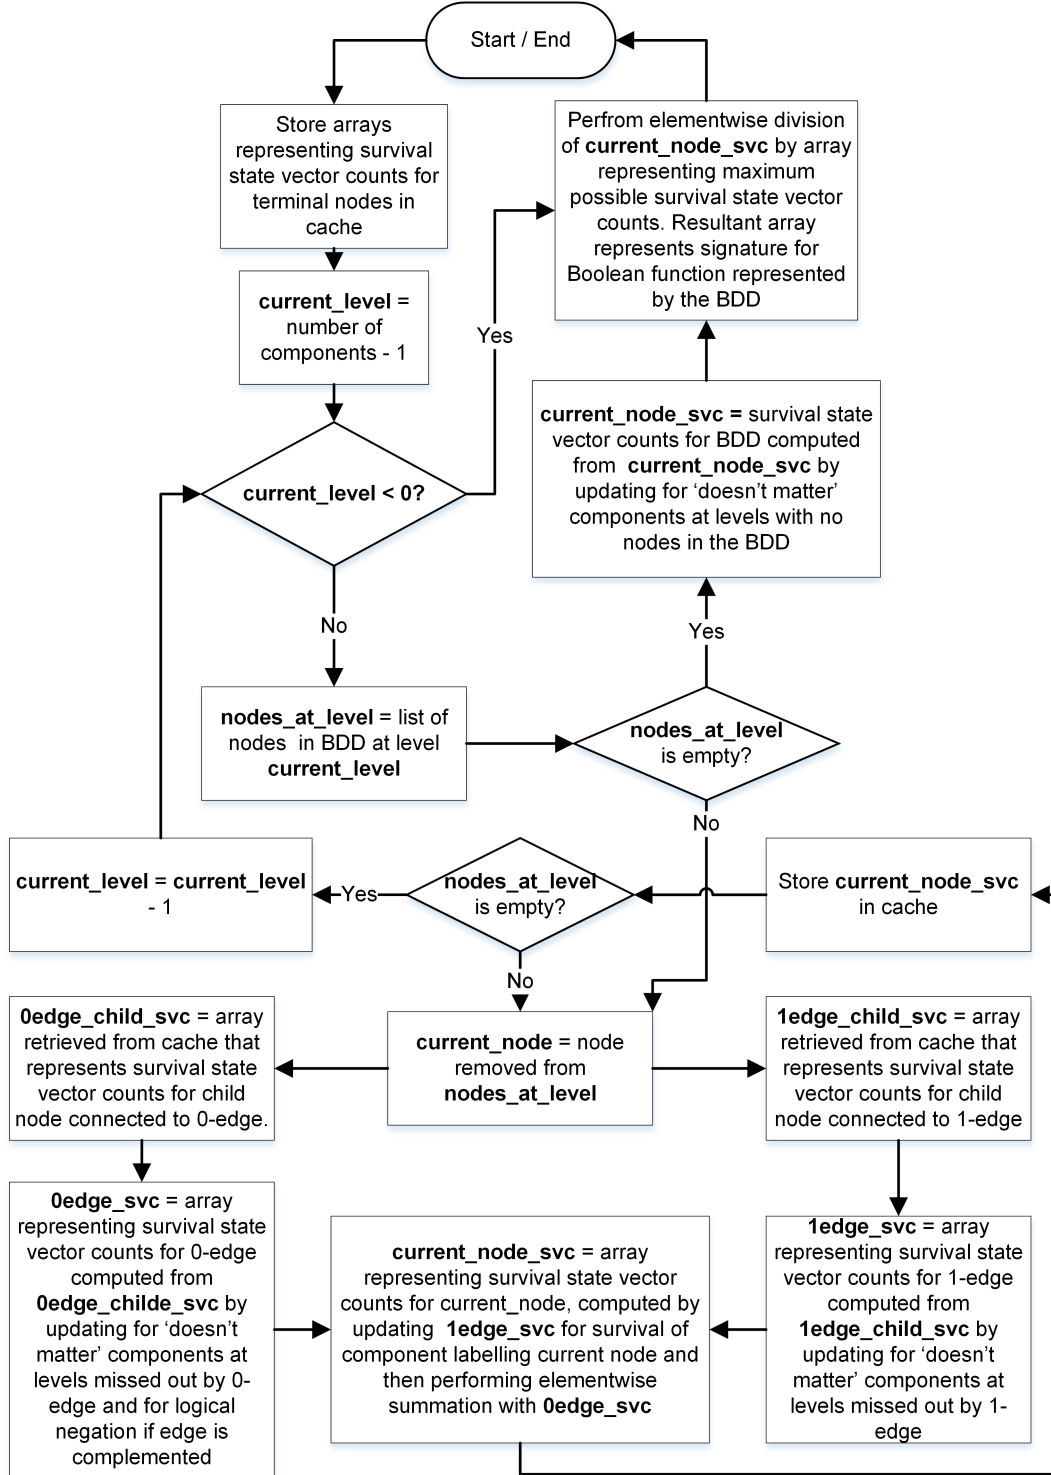 Start / End
Store arrays
representing survival
state vector counts for
terminal nodes in
cache
Perfrom elementwise division
of current_node_svc by array
representing maximum
possible survival state vector
counts. Resultant array
represents signature for
Boolean function represented
by the BDD
current_level =
number of
components - 1
Yes
current_level < 0?
current_node_svc = survival state
vector counts for BDD computed
from current_node_svc by
updating for ‘doesn’t matter’
components at levels with no
nodes in the BDD
No
Yes
nodes_at_level = list of
nodes in BDD at level
current_level
nodes_at_level
is empty?
No
current_level = current_level
- 1
Yes
nodes_at_level
is empty?
Store current_node_svc
in cache
No
0edge_child_svc = array
retrieved from cache that
represents survival state
vector counts for child
node connected to 0-edge.
current_node = node
removed from
nodes_at_level
1edge_child_svc = array
retrieved from cache that
represents survival state
vector counts for child
node connected to 1-edge
0edge_svc = array
representing survival state
vector counts for 0-edge
computed from
0edge_childe_svc by
updating for ‘doesn’t
matter’ components at
levels missed out by 0-
edge and for logical
negation if edge is
complemented
current_node_svc = array
representing survival state vector
counts for current_node, computed by
updating 1edge_svc for survival of
component labelling current node and
then performing elementwise
summation with 0edge_svc
1edge_svc = array
representing survival state
vector counts for 1-edge
computed from
1edge_child_svc by
updating for ‘doesn’t
matter’ components at
levels missed out by 1-
edge